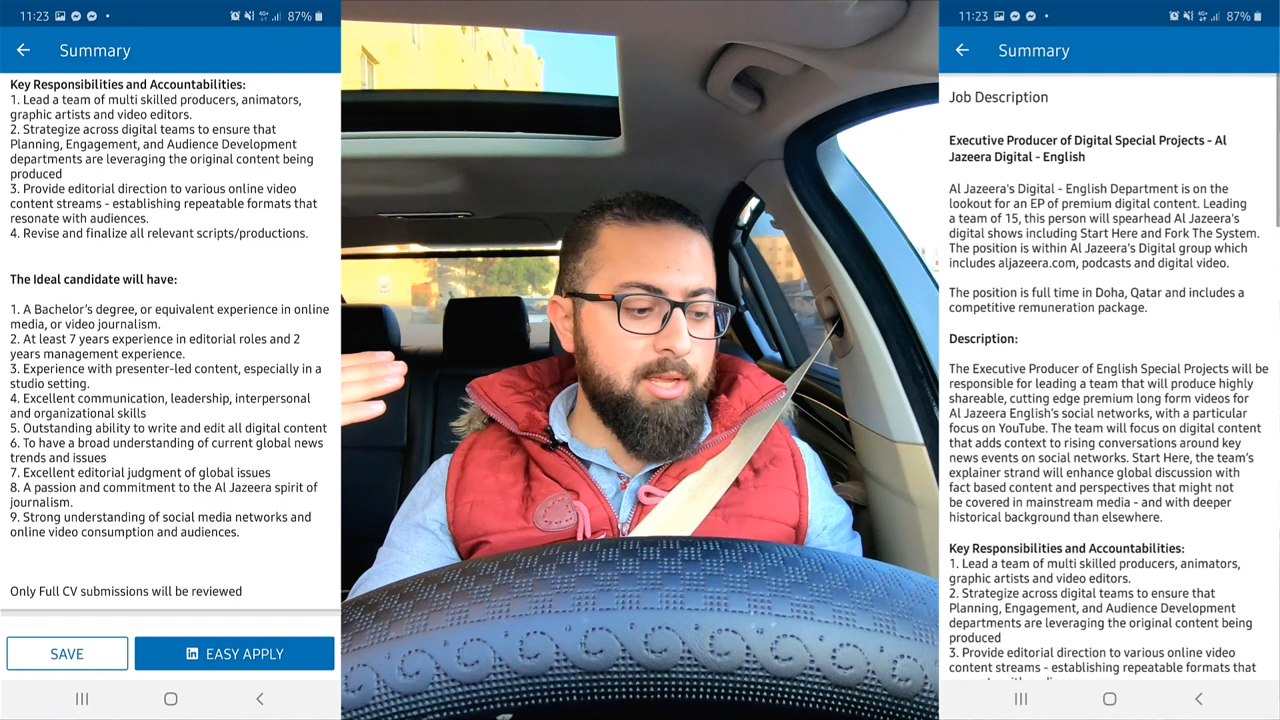 11:23
87%
Summary
Key Responsibilities and Accountabilities:
1. Lead a team of multi skilled producers, animators,
graphic artists and video editors.
2. Strategize across digital teams to ensure that
Planning, Engagement, and Audience Development
departments are leveraging the original content being
produced
3. Provide editorial direction to various online video
content streams - establishing repeatable formats that
resonate with audiences.
4. Revise and finalize all relevant scripts/productions.
The Ideal candidate will have:
1. A Bachelor's degree, or equivalent experience in online
media, or video journalism.
2. At least 7 years experience in editorial roles and 2
years management experience.
3. Experience with presenter-led content, especially in a
studio setting.
4. Excellent communication, leadership, interpersonal
and organizational skills
5. Outstanding ability to write and edit all digital content
6. To have a broad understanding of current global news
trends and issues
7. Excellent editorial judgment of global issues
8. A passion and commitment to the Al Jazeera spirit of
journalism.
9. Strong understanding of social media networks and
online video consumption and audiences.
Only Full CV submissions will be reviewed
SAVE
in EASY APPLY
11:23
87%
Summary
Job Description
Executive Producer of Digital Special Projects - Al
Jazeera Digital - English
Al Jazeera's Digital - English Department is on the
lookout for an EP of premium digital content. Leading
a team of 15, this person will spearhead Al Jazeera's
digital shows including Start Here and Fork The System.
The position is within Al Jazeera's Digital group which
includes aljazeera.com, podcasts and digital video.
The position is full time in Doha, Qatar and includes a
competitive remuneration package.
Description:
The Executive Producer of English Special Projects will be
responsible for leading a team that will produce highly
shareable, cutting edge premium long form videos for
Al Jazeera English's social networks, with a particular
focus on YouTube. The team will focus on digital content
that adds context to rising conversations around key
news events on social networks. Start Here, the team's
explainer strand will enhance global discussion with
fact based content and perspectives that might not
be covered in mainstream media - and with deeper
historical background than elsewhere.
Key Responsibilities and Accountabilities:
1. Lead a team of multi skilled producers, animators,
graphic artists and video editors.
2. Strategize across digital teams to ensure that
Planning, Engagement, and Audience Development
departments are leveraging the original content being
produced
3. Provide editorial direction to various online video
content streams - establishing repeatable formats that